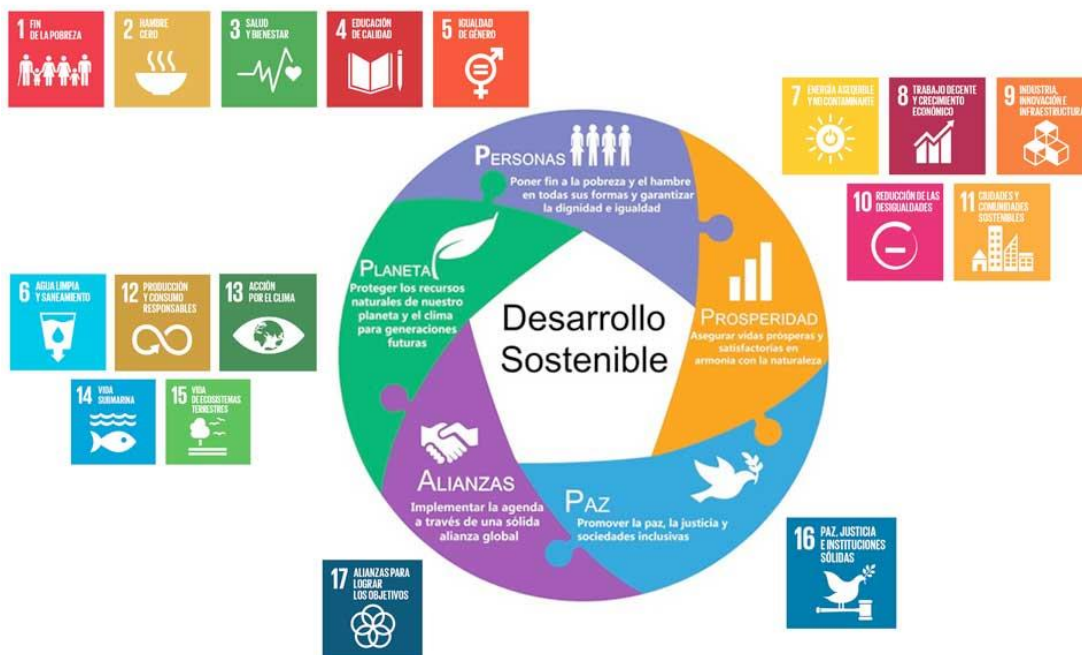 1 FIN
DE LA POBREZA
2 HAMBRE
CERO
3 SALUD
Y BIENESTAR
4 EDUCACIÓN
DE CALIDAD
5 IGUALDAD
DE GÉNERO
7 ENERGÍA ASEQUIBLE
Y NO CONTAMINANTE
8 TRABAJO DECENTE
Y CRECIMIENTO
ECONÓMICO
9 INDUSTRIA,
INNOVACIÓN E
INFRAESTRUCTURA
10 REDUCCIÓN DE LAS
DESIGUALDADES
11 CIUDADES Y
COMUNIDADES
SOSTENIBLES
PERSONAS
Poner fin a la pobreza y el hambre
en todas sus formas y garantizar
la dignidad e igualdad
PLANETA
Proteger los recursos
naturales de nuestro
planeta y el clima
para generaciones
futuras
Desarrollo
Sostenible
PROSPERIDAD
Asegurar vidas prósperas y
satisfactorias en
armonía con la naturaleza
6 AGUA LIMPIA
Y SANEAMIENTO
12 PRODUCCIÓN
Y CONSUMO
RESPONSABLES
13 ACCIÓN
POR EL CLIMA
14 VIDA
SUBMARINA
15 VIDA
DE ECOSISTEMAS
TERRESTRES
ALIANZAS
Implementar la agenda
a través de una sólida
alianza global
PAZ
Promover la paz, la justicia y
sociedades inclusivas
16 PAZ, JUSTICIA
E INSTITUCIONES
SÓLIDAS
17 ALIANZAS PARA
LOGRAR
LOS OBJETIVOS